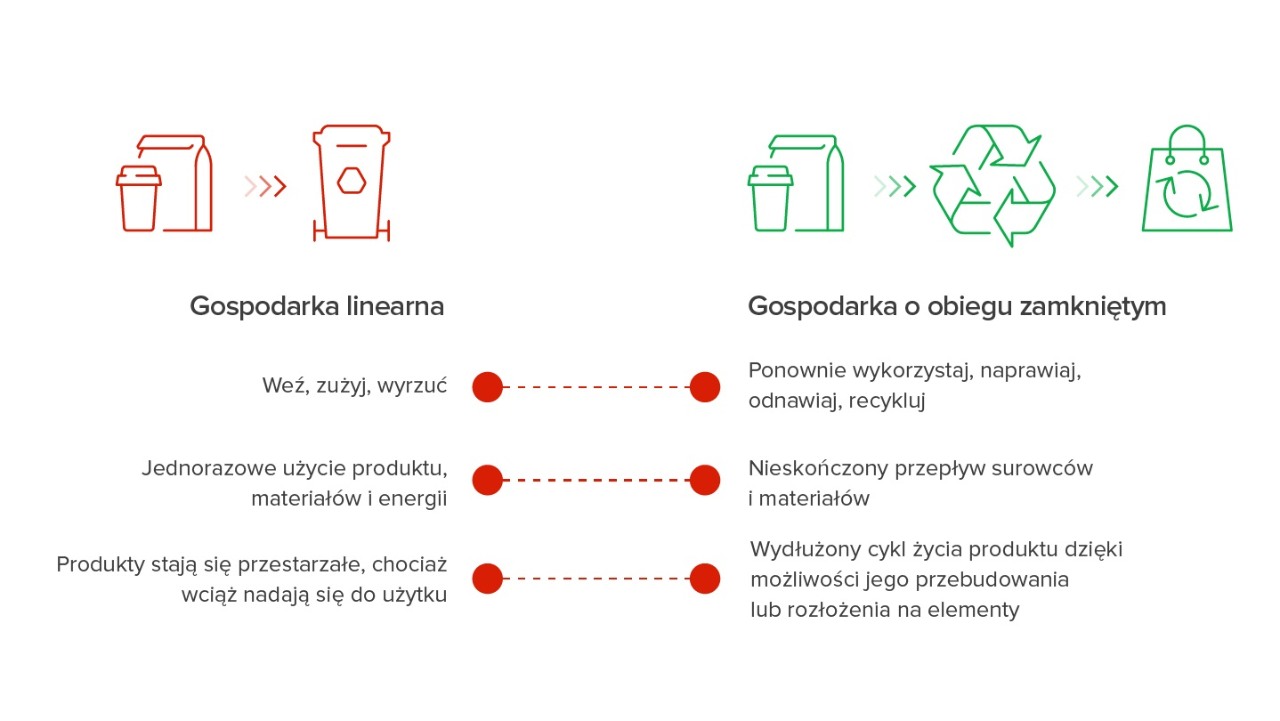 Gospodarka linearna
Gospodarka o obiegu zamkniętym
Weź, zużyj, wyrzuć
Ponownie wykorzystaj, naprawiaj,
odnawiaj, recykluj
Jednorazowe użycie produktu,
materiałów i energii
Nieskończony przepływ surowców
i materiałów
Produkty stają się przestarzałe, chociaż
wciąż nadają się do użytku
Wydłużony cykl życia produktu dzięki
możliwości jego przebudowania
lub rozłożenia na elementy